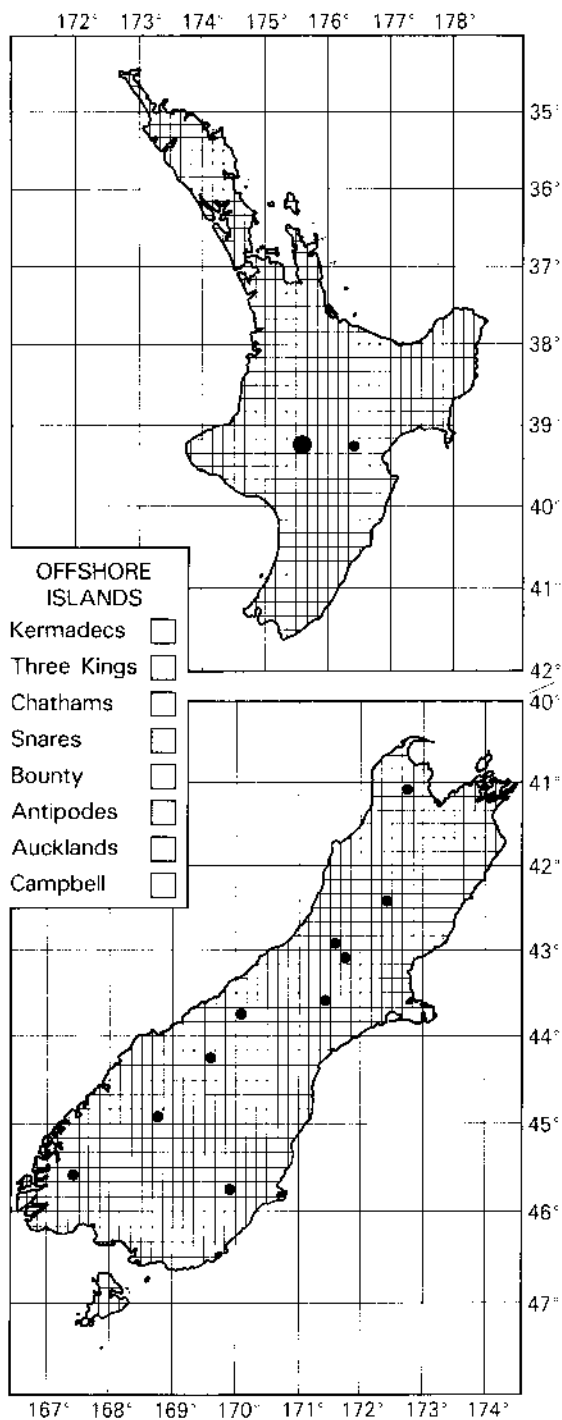 172° 173° 174° 175° 176° 177° 178°
35°
36°
37°
38°
39°
40°
41°
42°
OFFSHORE
ISLANDS
Kermadecs
Three Kings
Chathams
Snares
Bounty
Antipodes
Aucklands
Campbell
40°
41°
42°
43°
44°
45°
46°
47°
167° 168° 169° 170° 171° 172° 173° 174°